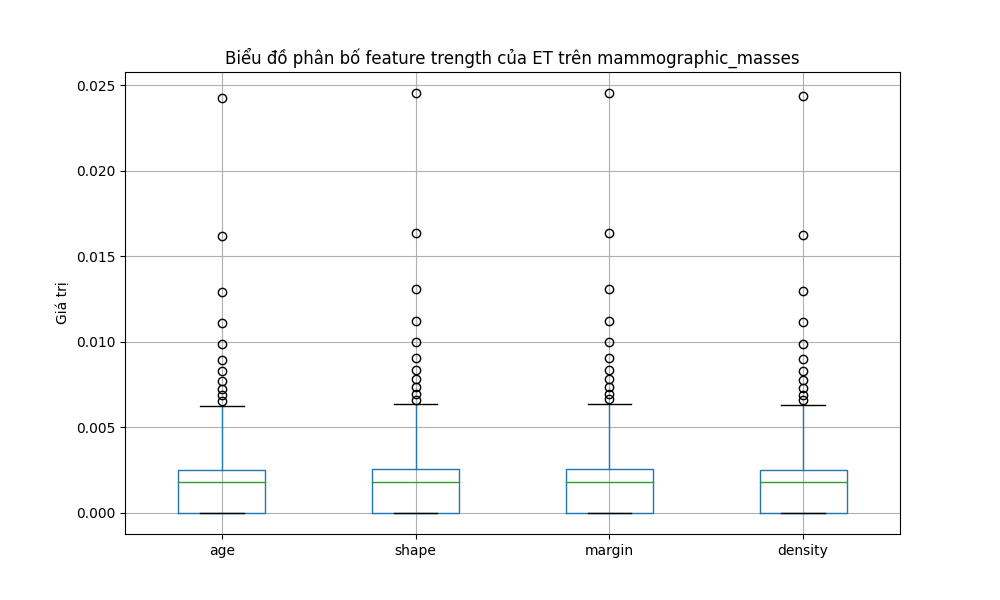 Biểu đồ phân bố feature trength của ET trên mammographic_masses
0.025
0.020
0.015
Giá trị
0.010
0.005
0.000
age shape margin density